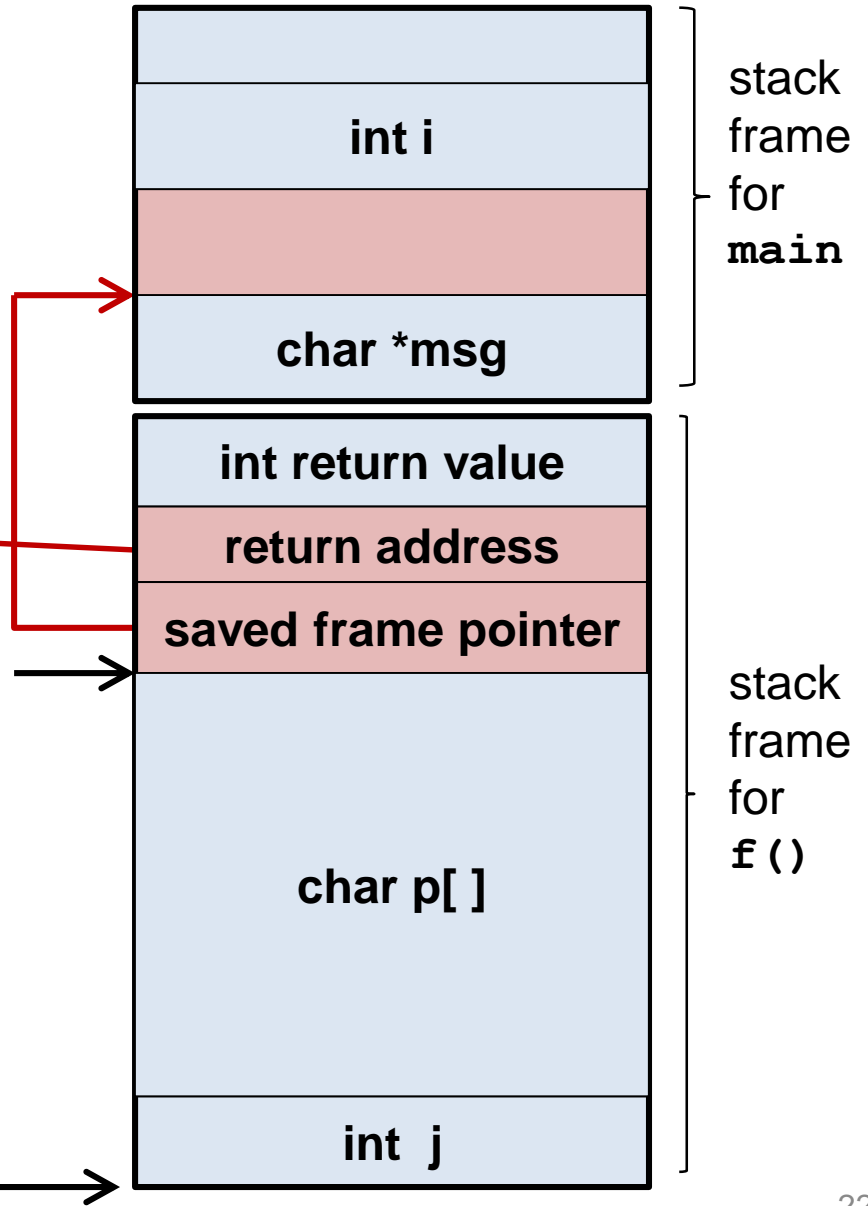 stack
frame
for
main
int i
char *msg
int return value
return address
saved frame pointer
stack
frame
for
f()
char p[ ]
int j
22